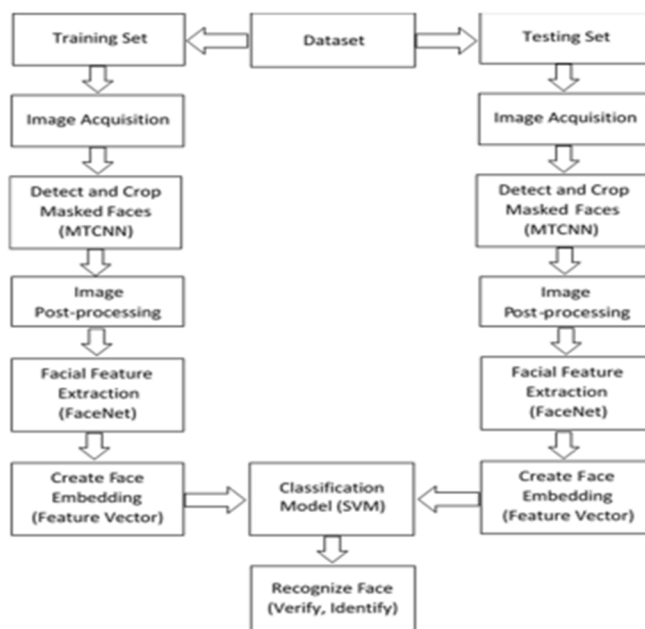 Training Set
Dataset
Testing Set
Image Acquisition
Image Acquisition
Detect and Crop
Masked Faces
(MTCNN)
Detect and Crop
Masked Faces
(MTCNN)
Image
Post-processing
Image
Post-processing
Facial Feature
Extraction
(FaceNet)
Facial Feature
Extraction
(FaceNet)
Create Face
Embedding
(Feature Vector)
Classification
Model (SVM)
Create Face
Embedding
(Feature Vector)
Recognize Face
(Verify, Identify)